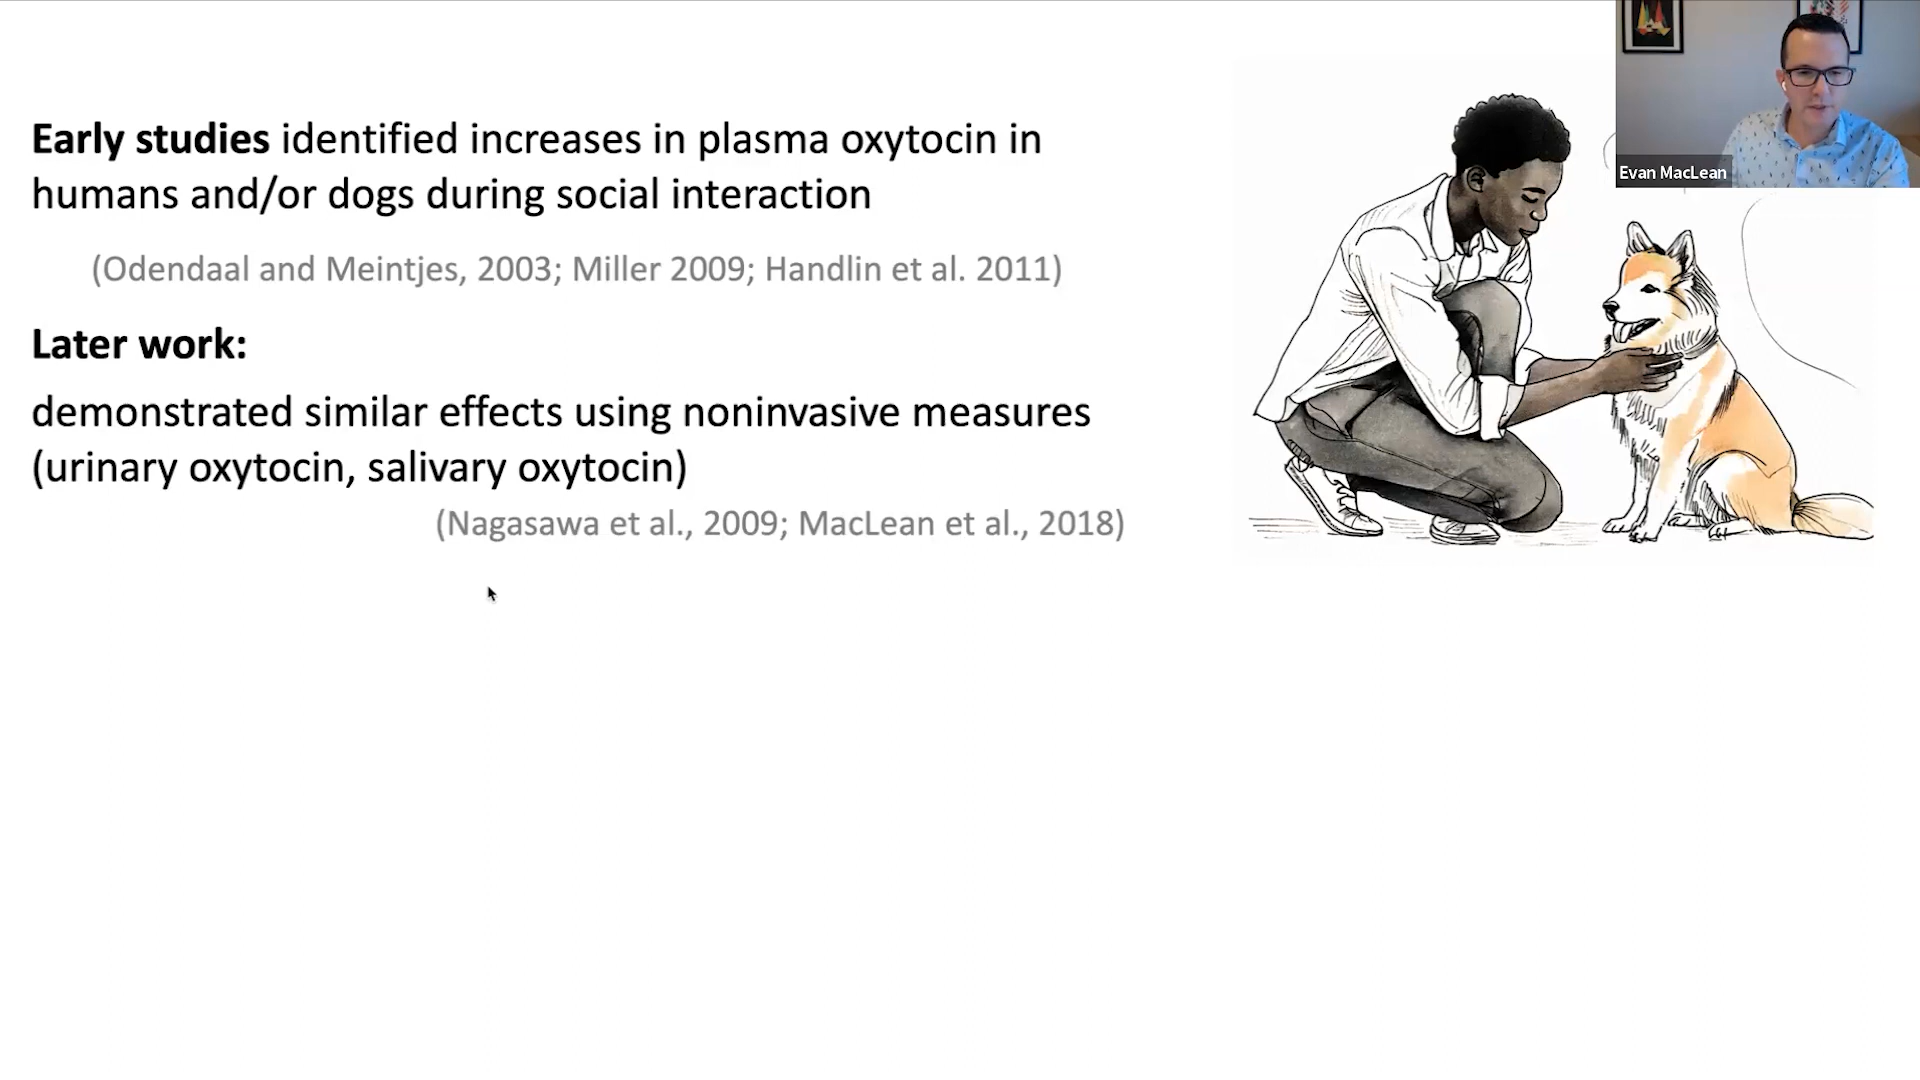 Early studies identified increases in plasma oxytocin in
humans and/or dogs during social interaction
(Odendaal and Meintjes, 2003; Miller 2009; Handlin et al. 2011)
Later work:
demonstrated similar effects using noninvasive measures
(urinary oxytocin, salivary oxytocin)
(Nagasawa et al., 2009; MacLean et al., 2018)
Evan MacLean